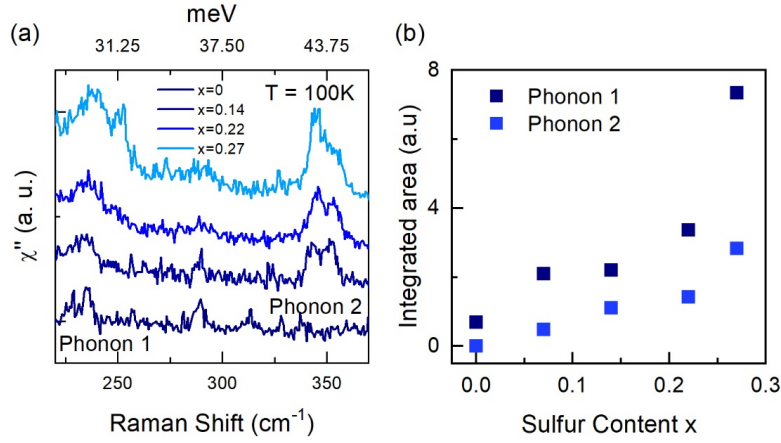 (a)
meV
31.25 37.50 43.75
x=0
x=0.14
x=0.22
x=0.27
T = 100K
χ'' (a. u.)
Phonon 1
Phonon 2
250 300 350
Raman Shift (cm⁻¹)
(b)
8
4
0
Phonon 1
Phonon 2
Integrated area (a.u)
0.0 0.1 0.2 0.3
Sulfur Content x